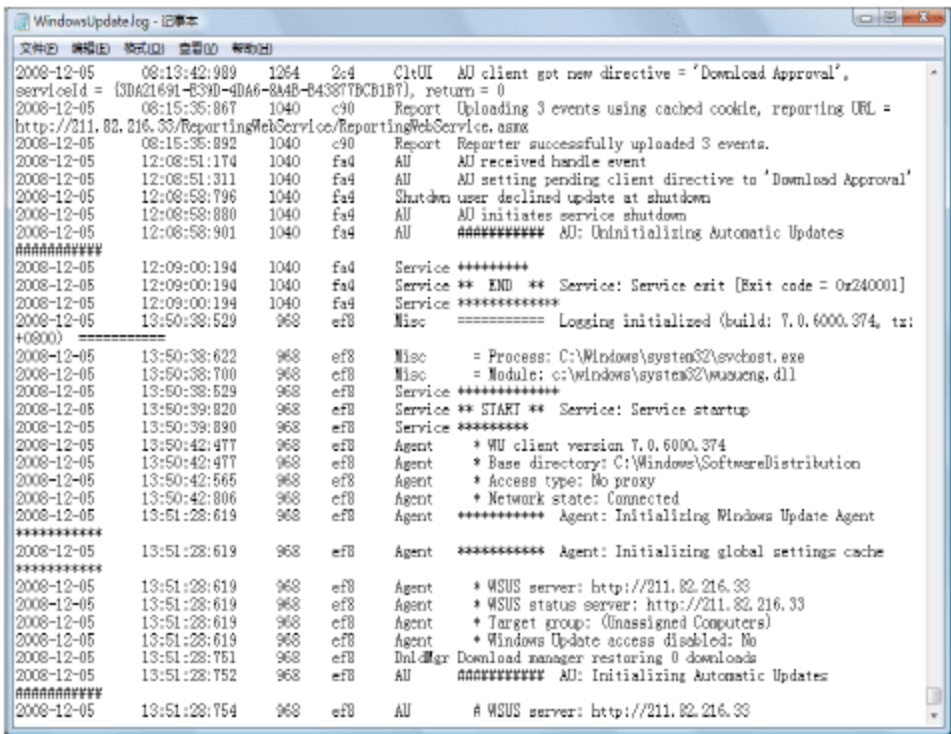 WindowsUpdate.log - 记事本
文件(F) 编辑(E) 格式(O) 查看(V) 帮助(H)
2008-12-05 08:13:42:989 1264 2c4 CltUI AU client got new directive = 'Download Approval',
serviceId = {3DA21691-E39D-4DA6-8A4B-B43877BCB1B7}, return = 0
2008-12-05 08:15:35:867 1040 c90 Report Uploading 3 events using cached cookie, reporting URL =
http://211.82.216.33/ReportingWebService/ReportingWebService.asmx
2008-12-05 08:15:35:892 1040 c90 Report Reporter successfully uploaded 3 events.
2008-12-05 12:08:51:174 1040 fa4 AU AU received handle event
2008-12-05 12:08:51:311 1040 fa4 AU AU setting pending client directive to 'Download Approval'
2008-12-05 12:08:58:796 1040 fa4 Shutdwn user declined update at shutdown
2008-12-05 12:08:58:880 1040 fa4 AU AU initiates service shutdown
2008-12-05 12:08:58:901 1040 fa4 AU ########### AU: Uninitializing Automatic Updates
###########
2008-12-05 12:09:00:194 1040 fa4 Service *********
2008-12-05 12:09:00:194 1040 fa4 Service ** END ** Service: Service exit [Exit code = 0x240001]
2008-12-05 12:09:00:194 1040 fa4 Service *************
2008-12-05 13:50:38:529 968 ef8 Misc =========== Logging initialized (build: 7.0.6000.374, tz:
+0800) ===========
2008-12-05 13:50:38:622 968 ef8 Misc = Process: C:\Windows\system32\svchost.exe
2008-12-05 13:50:38:700 968 ef8 Misc = Module: c:\windows\system32\wuaueng.dll
2008-12-05 13:50:38:529 968 ef8 Service *************
2008-12-05 13:50:39:820 968 ef8 Service ** START ** Service: Service startup
2008-12-05 13:50:39:890 968 ef8 Service *********
2008-12-05 13:50:42:477 968 ef8 Agent * WU client version 7.0.6000.374
2008-12-05 13:50:42:477 968 ef8 Agent * Base directory: C:\Windows\SoftwareDistribution
2008-12-05 13:50:42:565 968 ef8 Agent * Access type: No proxy
2008-12-05 13:50:42:806 968 ef8 Agent * Network state: Connected
2008-12-05 13:51:28:619 968 ef8 Agent *********** Agent: Initializing Windows Update Agent
***********
2008-12-05 13:51:28:619 968 ef8 Agent *********** Agent: Initializing global settings cache
***********
2008-12-05 13:51:28:619 968 ef8 Agent * WSUS server: http://211.82.216.33
2008-12-05 13:51:28:619 968 ef8 Agent * WSUS status server: http://211.82.216.33
2008-12-05 13:51:28:619 968 ef8 Agent * Target group: (Unassigned Computers)
2008-12-05 13:51:28:619 968 ef8 Agent * Windows Update access disabled: No
2008-12-05 13:51:28:751 968 ef8 DnldMgr Download manager restoring 0 downloads
2008-12-05 13:51:28:752 968 ef8 AU ########### AU: Initializing Automatic Updates
###########
2008-12-05 13:51:28:754 968 ef8 AU # WSUS server: http://211.82.216.33